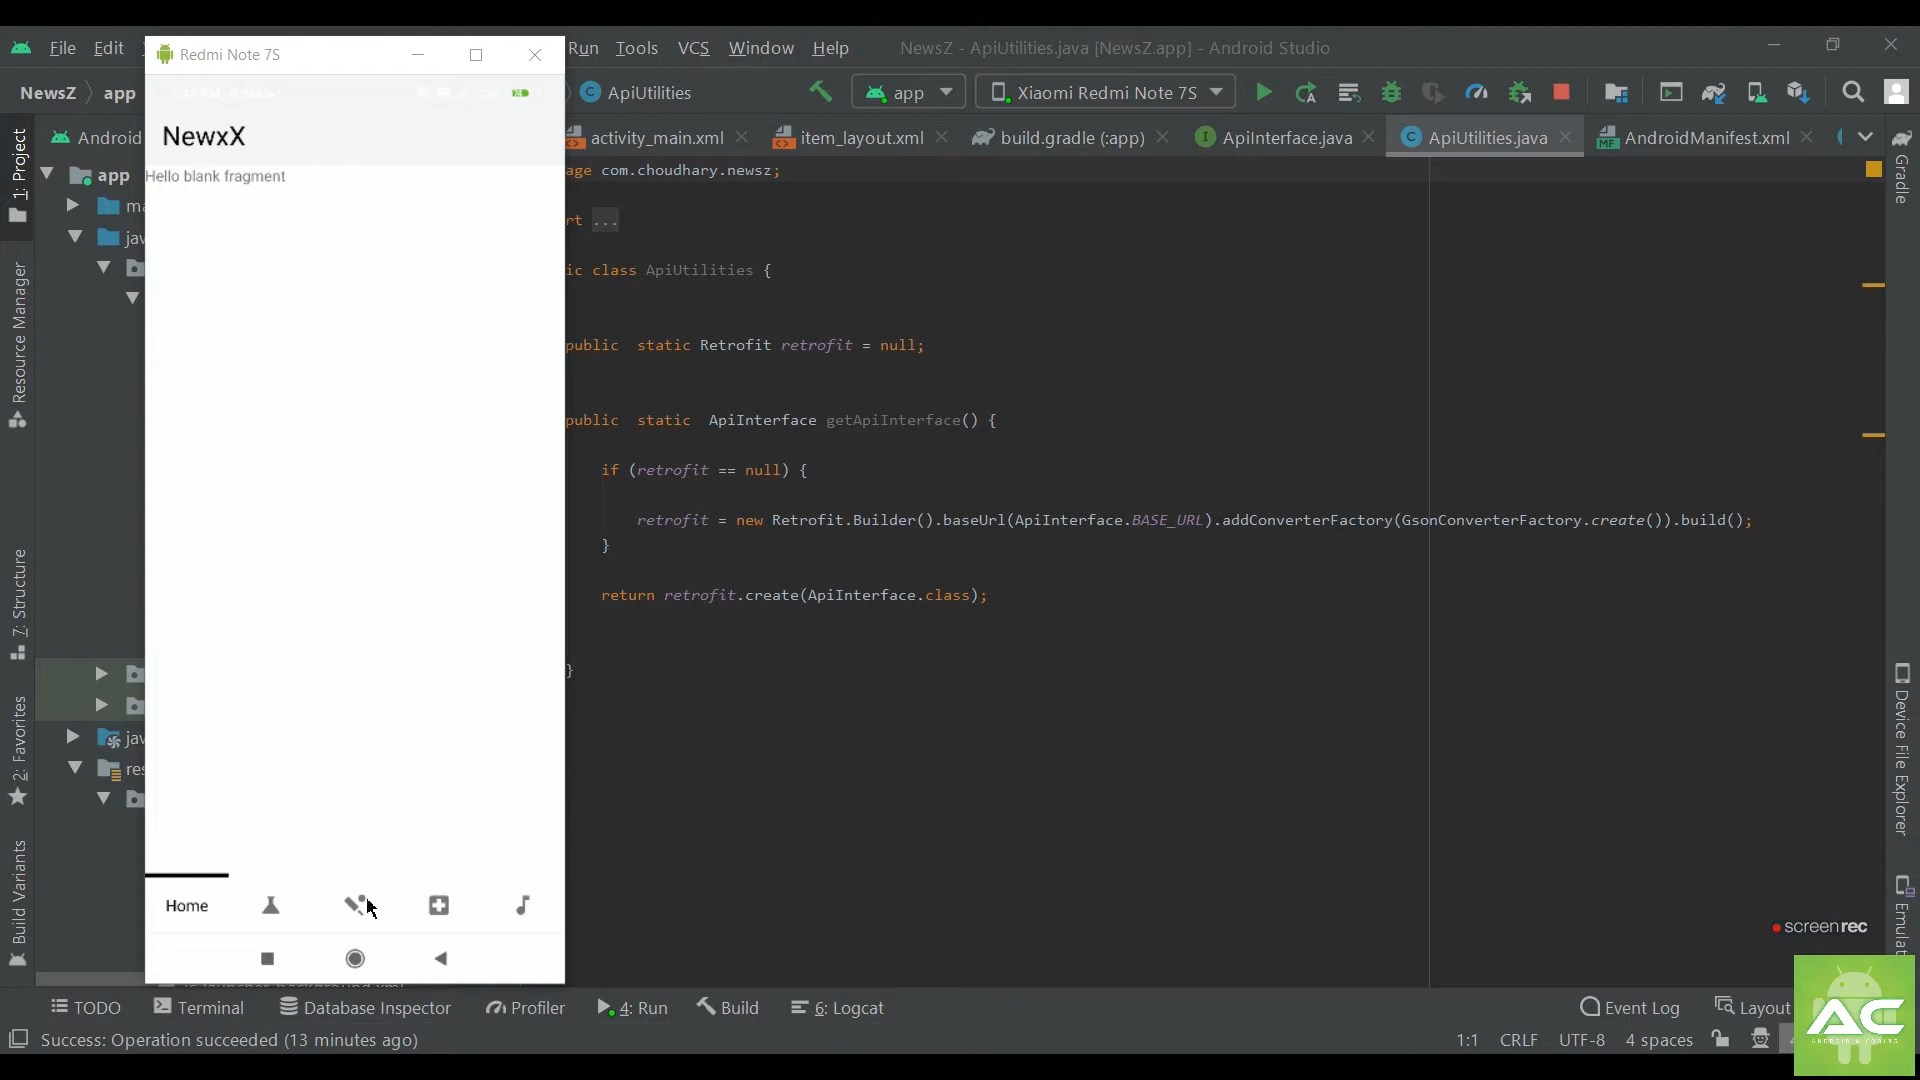 File Edit
Run Tools VCS Window Help
NewsZ - ApiUtilities.java [NewsZ.app] - Android Studio
Redmi Note 7S
NewsZ app
ApiUtilities
app
Xiaomi Redmi Note 7S
Android
activity_main.xml
item_layout.xml
build.gradle (:app)
ApiInterface.java
ApiUtilities.java
AndroidManifest.xml
1: Project
Resource Manager
7: Structure
2: Favorites
Build Variants
app
NewxX
Hello blank fragment
Home
age com.choudhary.newsz;
rt ...
ic class ApiUtilities {
public static Retrofit retrofit = null;
public static ApiInterface getApiInterface() {
if (retrofit == null) {
retrofit = new Retrofit.Builder().baseUrl(ApiInterface.BASE_URL).addConverterFactory(GsonConverterFactory.create()).build();
}
return retrofit.create(ApiInterface.class);
}
Gradle
Device File Explorer
Emulat
screenrec
TODO
Terminal
Database Inspector
Profiler
4: Run
Build
6: Logcat
Event Log
Layout
Success: Operation succeeded (13 minutes ago)
1:1 CRLF UTF-8 4 spaces
AC
ANDROID & CODING